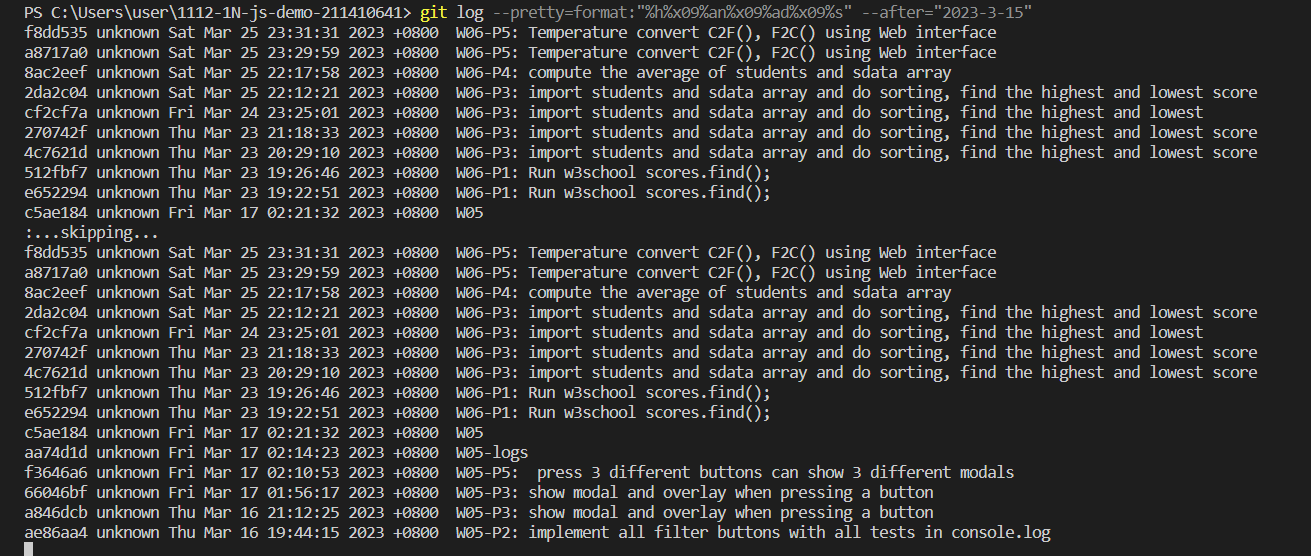 PS C:\Users\user\1112-1N-js-demo-211410641> git log --pretty=format:"%h%x09%an%x09%ad%x09%s" --after="2023-3-15"
f8dd535 unknown Sat Mar 25 23:31:31 2023 +0800  W06-P5: Temperature convert C2F(), F2C() using Web interface
a8717a0 unknown Sat Mar 25 23:29:59 2023 +0800  W06-P5: Temperature convert C2F(), F2C() using Web interface
8ac2eef unknown Sat Mar 25 22:17:58 2023 +0800  W06-P4: compute the average of students and sdata array
2da2c04 unknown Sat Mar 25 22:12:21 2023 +0800  W06-P3: import students and sdata array and do sorting, find the highest and lowest score
cf2cf7a unknown Fri Mar 24 23:25:01 2023 +0800  W06-P3: import students and sdata array and do sorting, find the highest and lowest
270742f unknown Thu Mar 23 21:18:33 2023 +0800  W06-P3: import students and sdata array and do sorting, find the highest and lowest score
4c7621d unknown Thu Mar 23 20:29:10 2023 +0800  W06-P3: import students and sdata array and do sorting, find the highest and lowest score
512fbf7 unknown Thu Mar 23 19:26:46 2023 +0800  W06-P1: Run w3school scores.find();
e652294 unknown Thu Mar 23 19:22:51 2023 +0800  W06-P1: Run w3school scores.find();
c5ae184 unknown Fri Mar 17 02:21:32 2023 +0800  W05
:...skipping...
f8dd535 unknown Sat Mar 25 23:31:31 2023 +0800  W06-P5: Temperature convert C2F(), F2C() using Web interface
a8717a0 unknown Sat Mar 25 23:29:59 2023 +0800  W06-P5: Temperature convert C2F(), F2C() using Web interface
8ac2eef unknown Sat Mar 25 22:17:58 2023 +0800  W06-P4: compute the average of students and sdata array
2da2c04 unknown Sat Mar 25 22:12:21 2023 +0800  W06-P3: import students and sdata array and do sorting, find the highest and lowest score
cf2cf7a unknown Fri Mar 24 23:25:01 2023 +0800  W06-P3: import students and sdata array and do sorting, find the highest and lowest
270742f unknown Thu Mar 23 21:18:33 2023 +0800  W06-P3: import students and sdata array and do sorting, find the highest and lowest score
4c7621d unknown Thu Mar 23 20:29:10 2023 +0800  W06-P3: import students and sdata array and do sorting, find the highest and lowest score
512fbf7 unknown Thu Mar 23 19:26:46 2023 +0800  W06-P1: Run w3school scores.find();
e652294 unknown Thu Mar 23 19:22:51 2023 +0800  W06-P1: Run w3school scores.find();
c5ae184 unknown Fri Mar 17 02:21:32 2023 +0800  W05
aa74d1d unknown Fri Mar 17 02:14:23 2023 +0800  W05-logs
f3646a6 unknown Fri Mar 17 02:10:53 2023 +0800  W05-P5:  press 3 different buttons can show 3 different modals
66046bf unknown Fri Mar 17 01:56:17 2023 +0800  W05-P3: show modal and overlay when pressing a button
a846dcb unknown Thu Mar 16 21:12:25 2023 +0800  W05-P3: show modal and overlay when pressing a button
ae86aa4 unknown Thu Mar 16 19:44:15 2023 +0800  W05-P2: implement all filter buttons with all tests in console.log